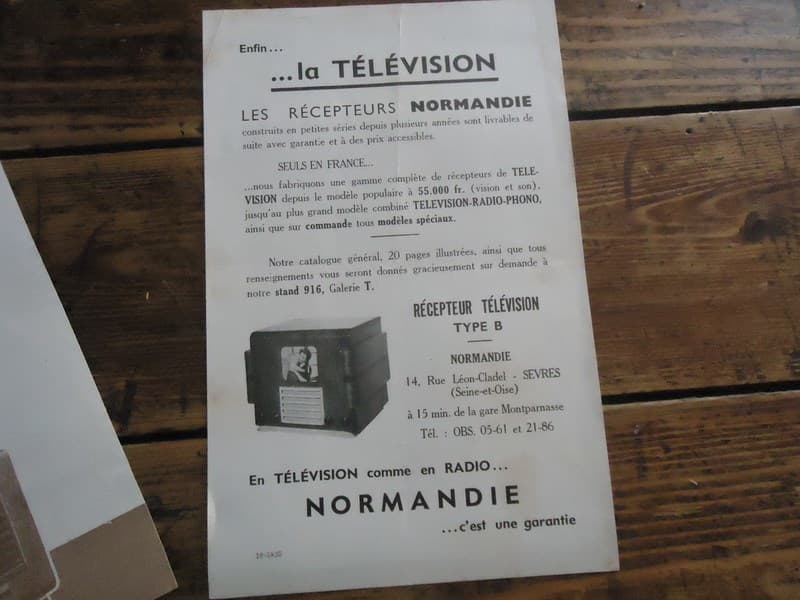 Enfin...
...la TÉLÉVISION
LES RÉCEPTEURS NORMANDIE
construits en petites séries depuis plusieurs années sont livrables de
suite avec garantie et à des prix accessibles.
SEULS EN FRANCE...
...nous fabriquons une gamme complète de récepteurs de TELE-
VISION depuis le modèle populaire à 55.000 fr. (vision et son),
jusqu'au plus grand modèle combiné TELEVISION-RADIO-PHONO,
ainsi que sur commande tous modèles spéciaux.
Notre catalogue général, 20 pages illustrées, ainsi que tous
renseignements vous seront donnés gracieusement sur demande à
notre stand 916, Galerie T.
RÉCEPTEUR TÉLÉVISION
TYPE B
NORMANDIE
14, Rue Léon-Cladel - SEVRES
(Seine-et-Oise)
à 15 min. de la gare Montparnasse
Tél. : OBS. 05-61 et 21-86
En TÉLÉVISION comme en RADIO...
NORMANDIE
...c'est une garantie